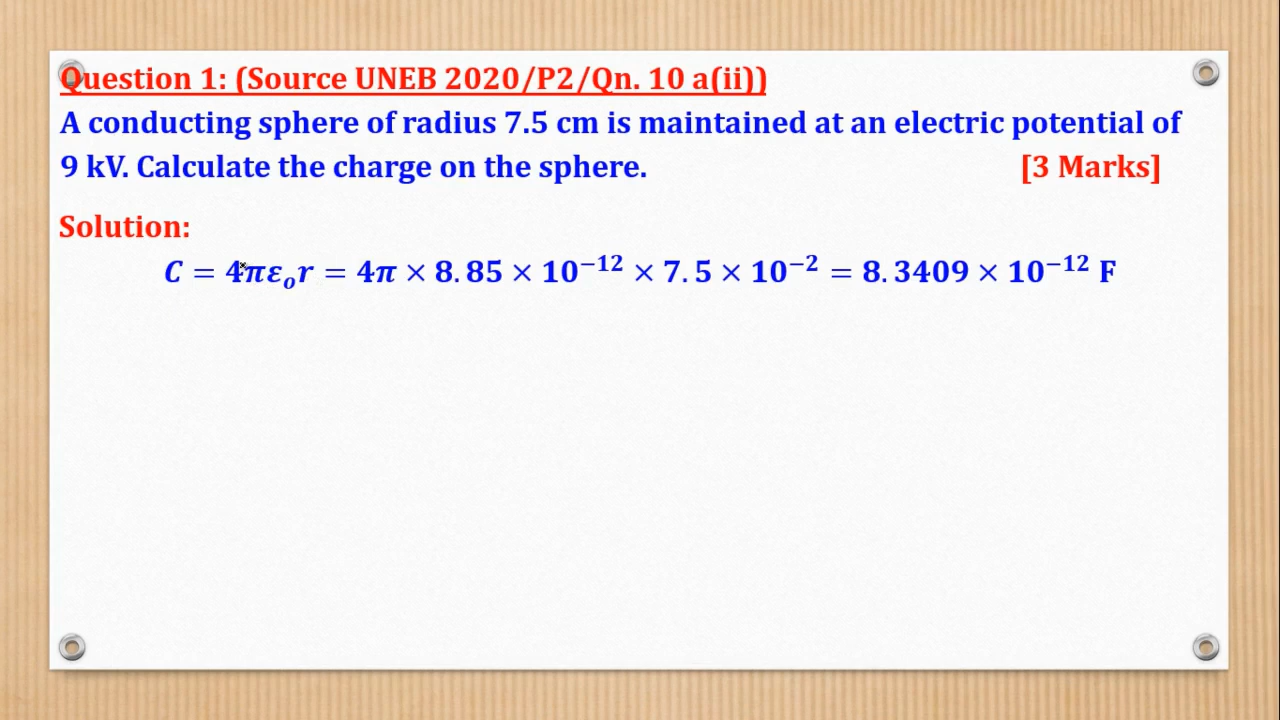 Question 1: (Source UNEB 2020/P2/Qn. 10 a(ii))
A conducting sphere of radius 7.5 cm is maintained at an electric potential of
9 kV. Calculate the charge on the sphere. [3 Marks]
Solution:
C = 4πεₒr = 4π × 8.85 × 10⁻¹² × 7.5 × 10⁻² = 8.3409 × 10⁻¹² F